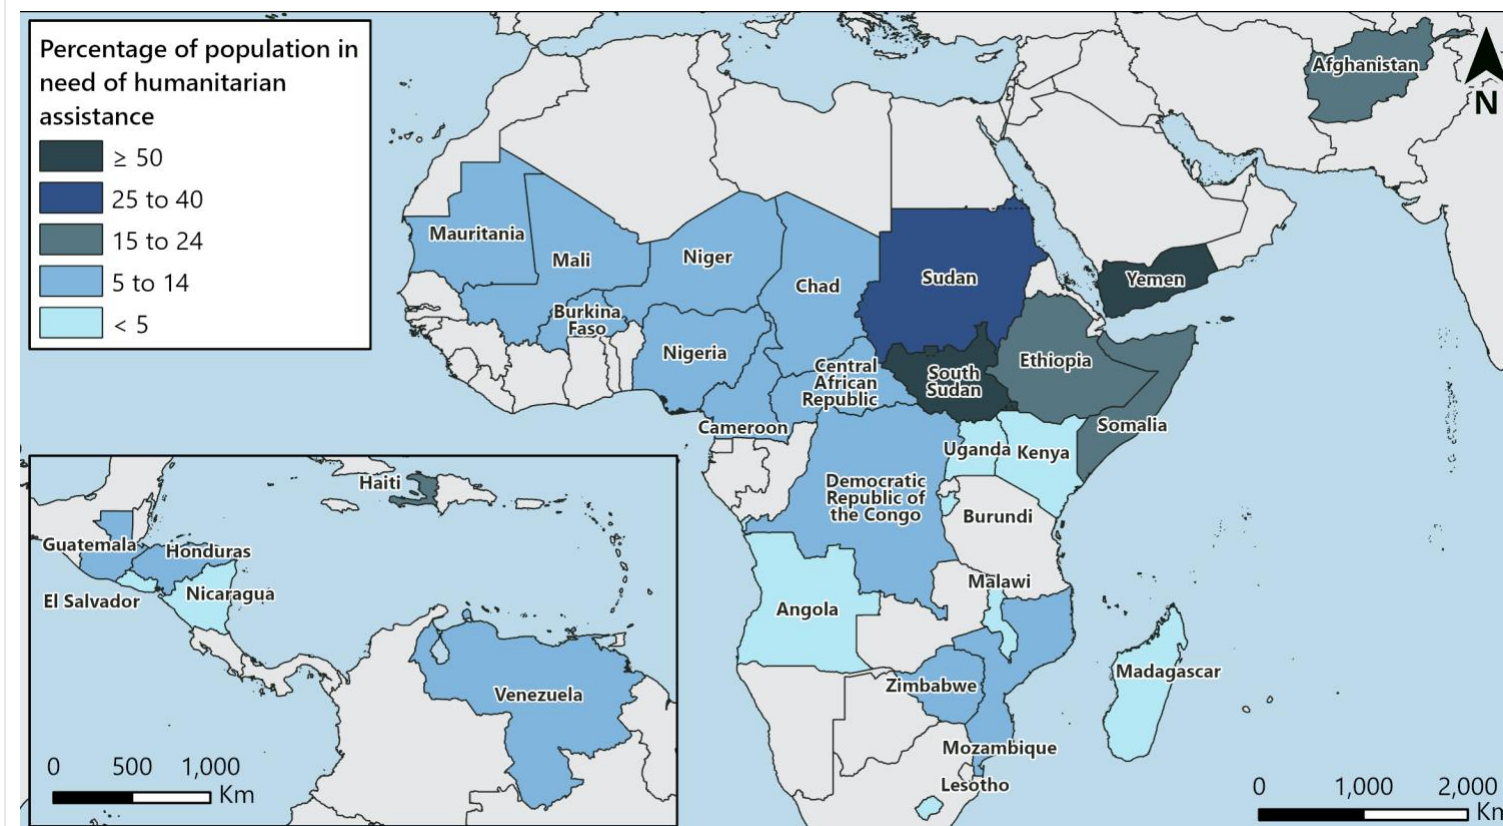 Percentage of population in
need of humanitarian
assistance
≥ 50
25 to 40
15 to 24
5 to 14
< 5
Afghanistan
N
Mauritania
Mali
Niger
Chad
Sudan
Yemen
Burkina
Faso
Nigeria
Central
African
Republic
South
Sudan
Ethiopia
Cameroon
Somalia
Uganda
Kenya
Democratic
Republic of
the Congo
Burundi
Malawi
Angola
Madagascar
Zimbabwe
Mozambique
Lesotho
Haiti
Guatemala
Honduras
El Salvador
Nicaragua
Venezuela
0 500 1,000
Km
0 1,000 2,000
Km